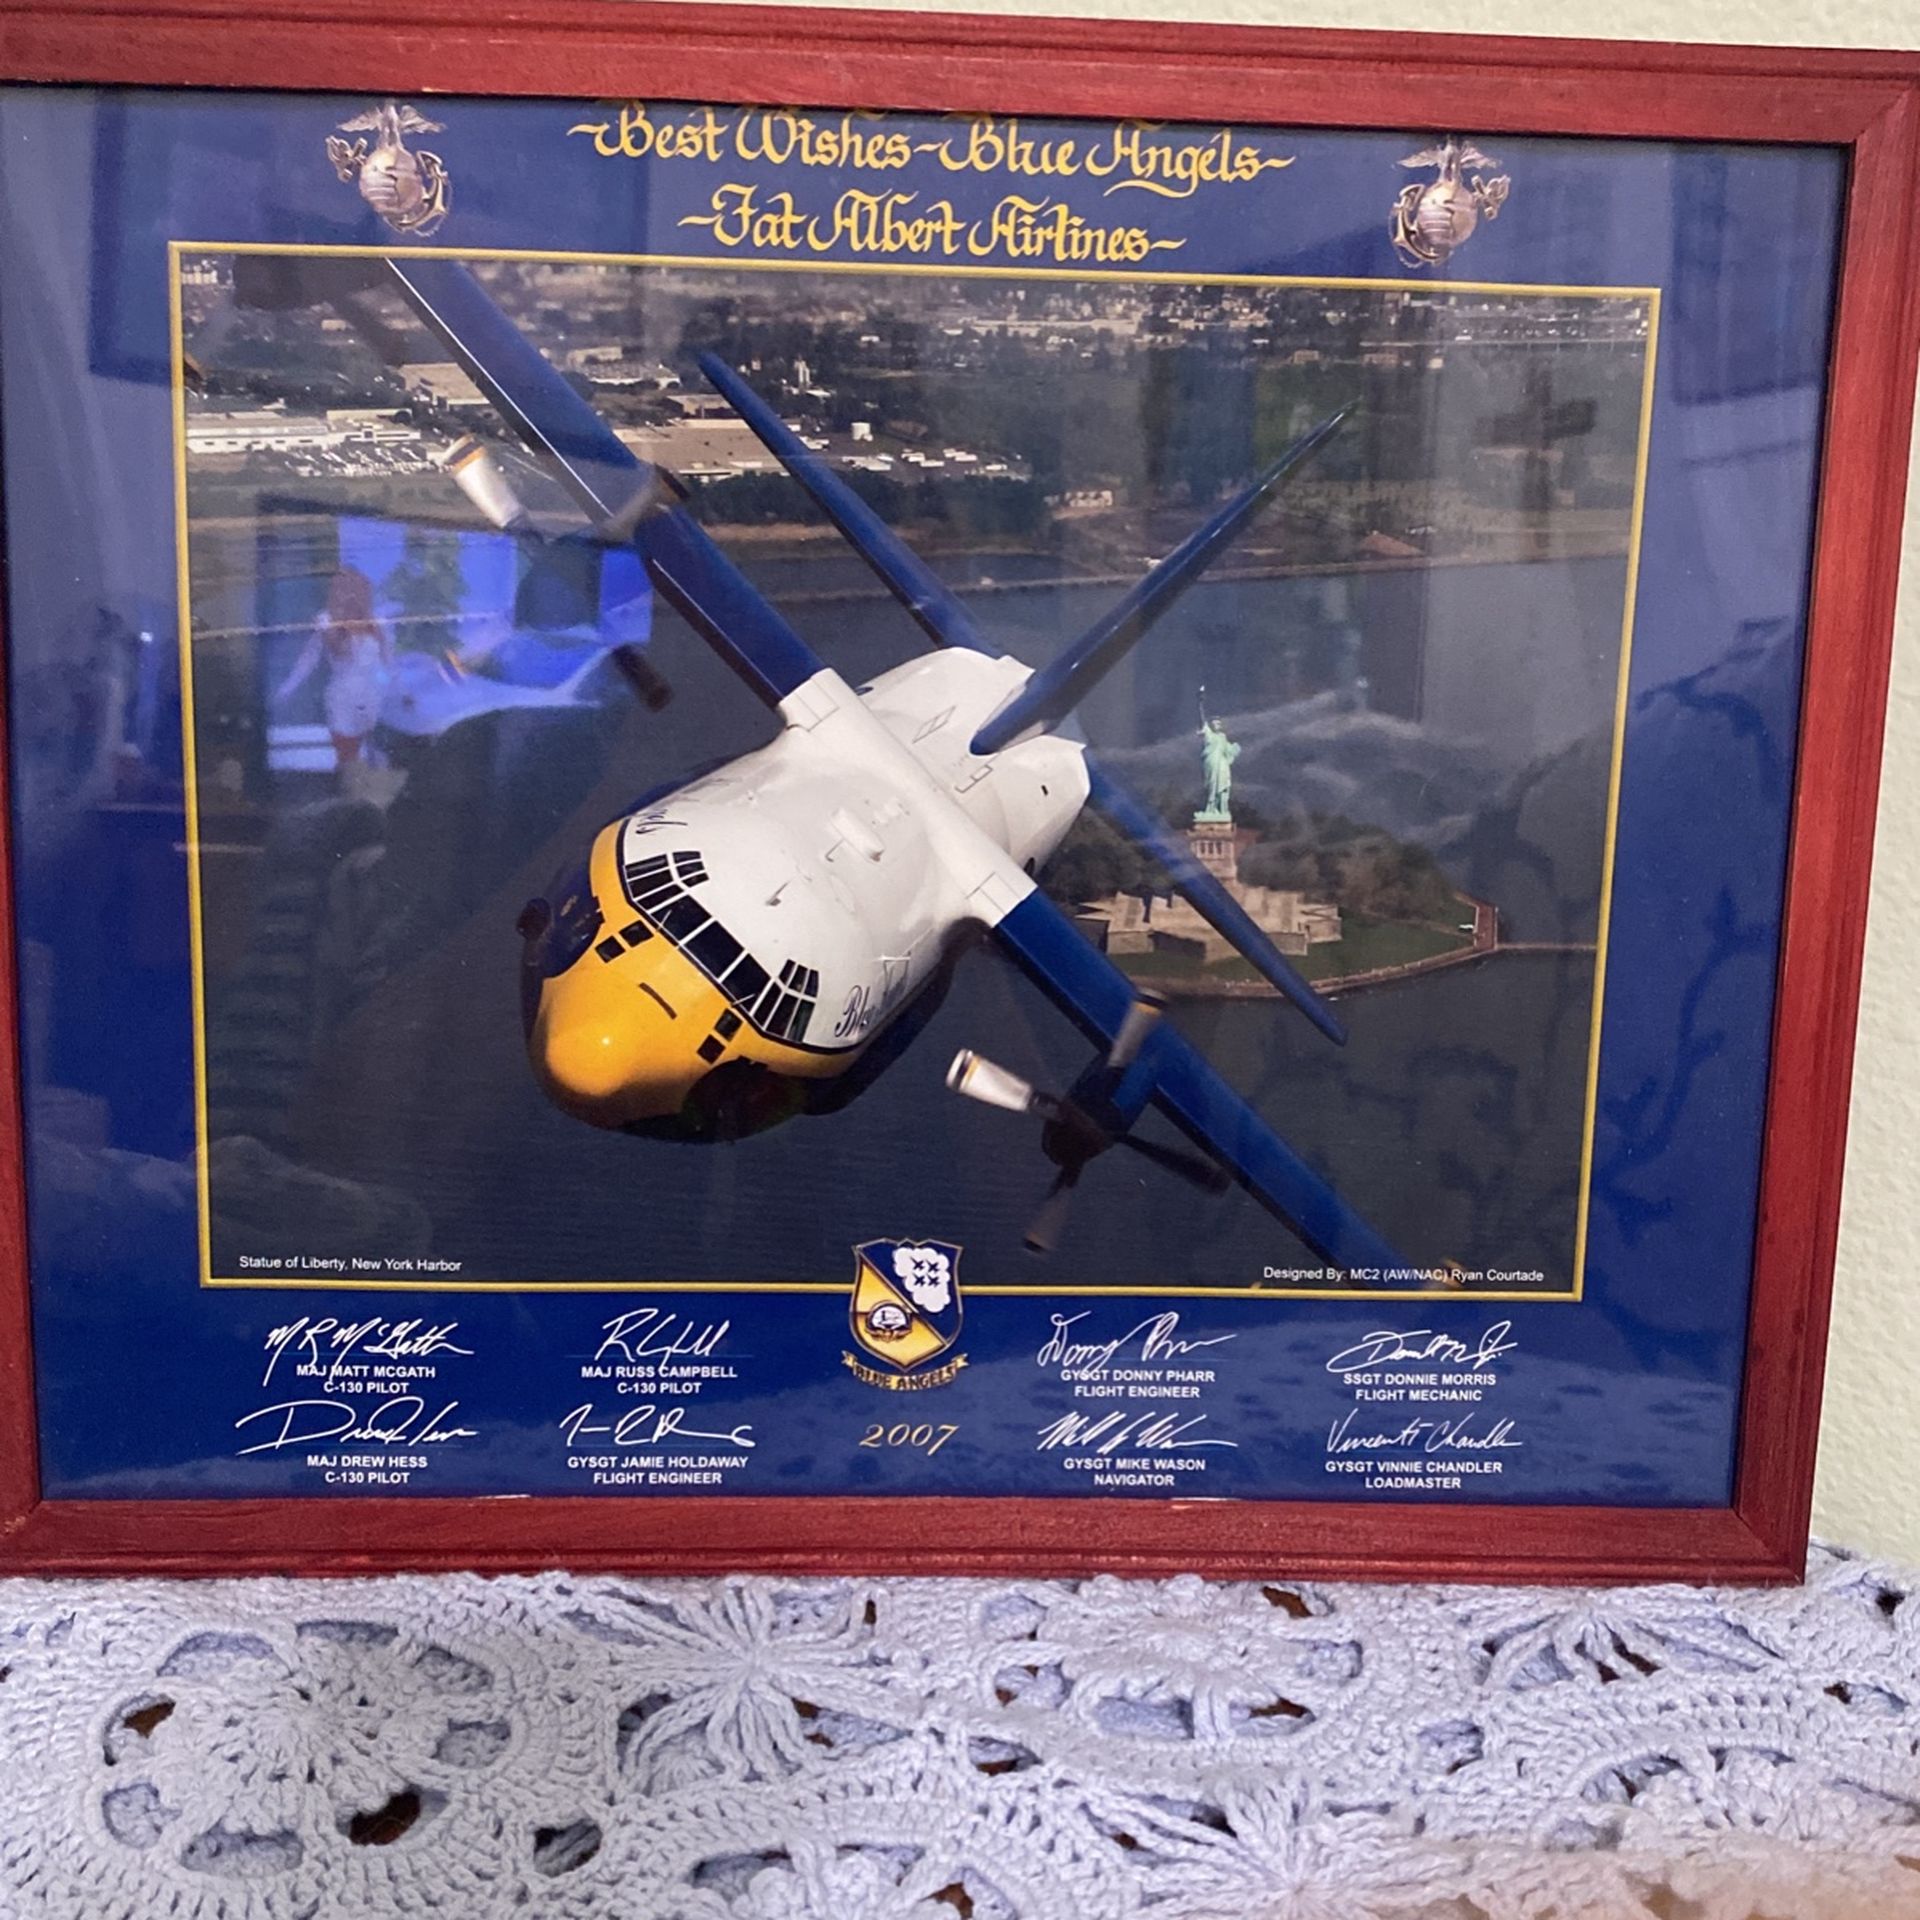 ~Best Wishes~Blue Angels~
~Fat Albert Airlines~
Blue
Statue of Liberty, New York Harbor
Designed By: MC2 (AW/NAC) Ryan Courtade
MAJ MATT MCGATH
C-130 PILOT
MAJ RUSS CAMPBELL
C-130 PILOT
BLUE ANGELS
GYSGT DONNY PHARR
FLIGHT ENGINEER
SSGT DONNIE MORRIS
FLIGHT MECHANIC
MAJ DREW HESS
C-130 PILOT
GYSGT JAMIE HOLDAWAY
FLIGHT ENGINEER
2007
GYSGT MIKE WASON
NAVIGATOR
Vincent Chandler
GYSGT VINNIE CHANDLER
LOADMASTER